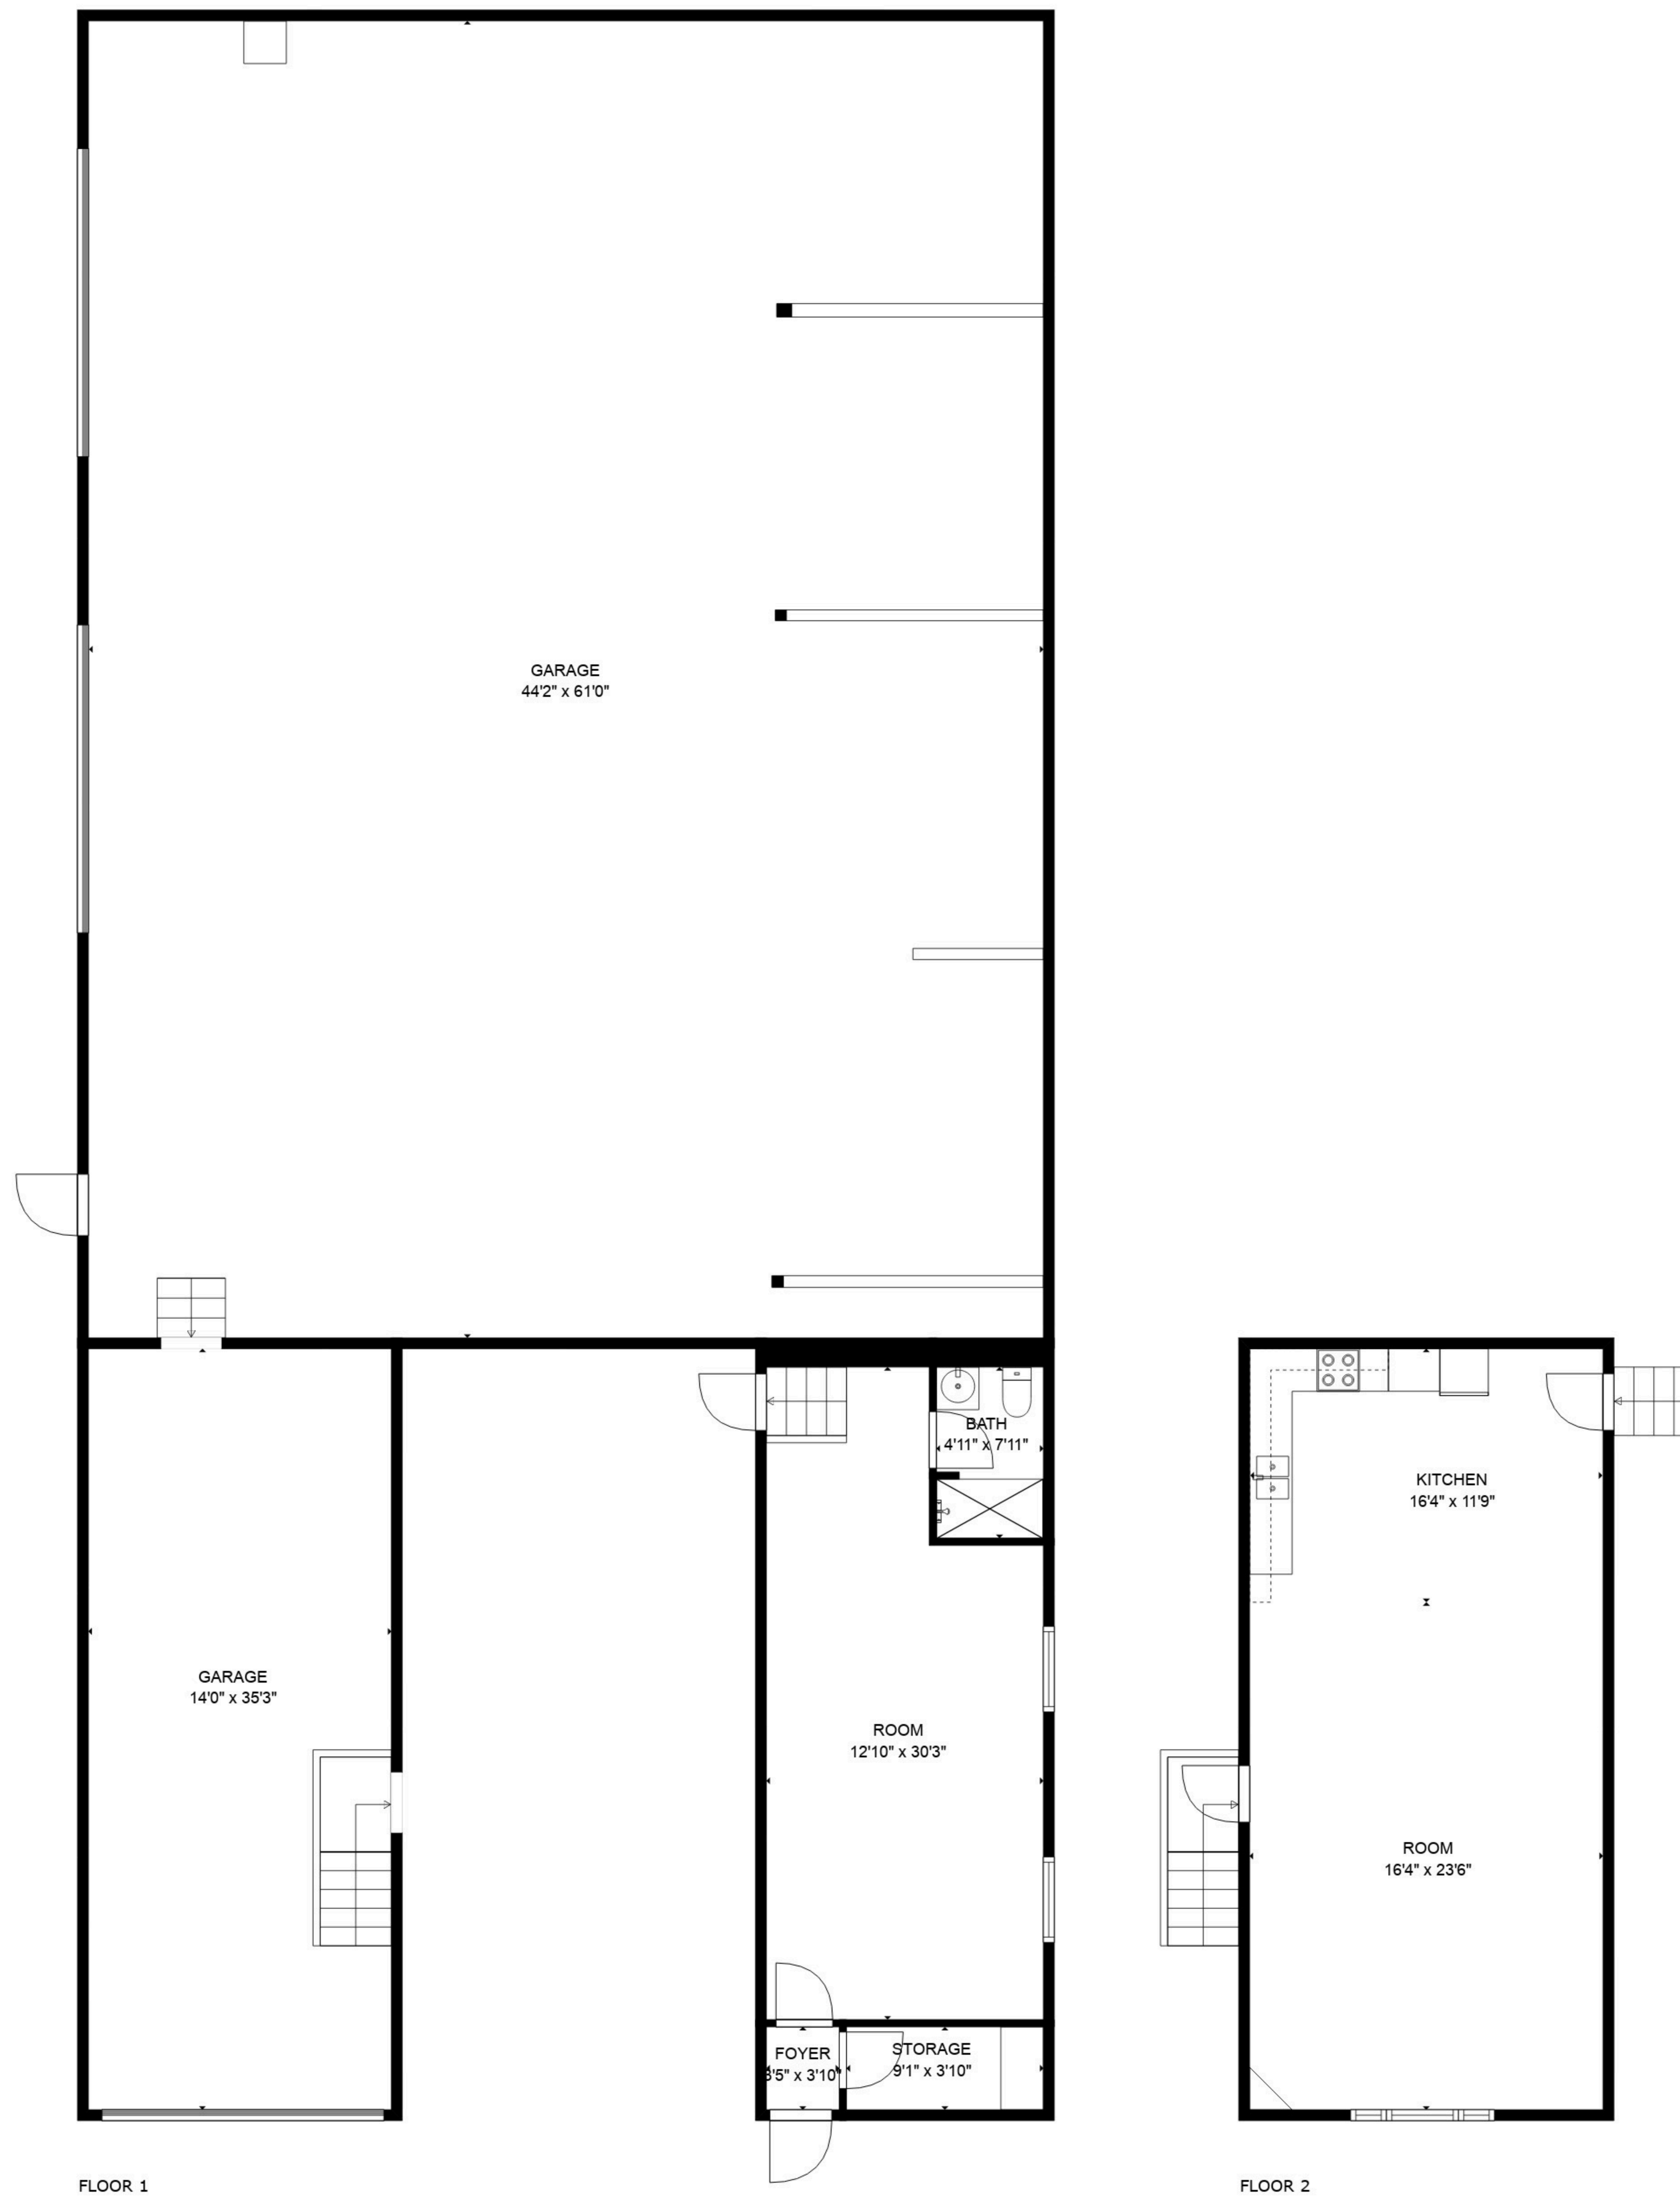 GARAGE
44'2" x 61'0"
BATH
4'11" x 7'11"
KITCHEN
16'4" x 11'9"
GARAGE
14'0" x 35'3"
ROOM
12'10" x 30'3"
ROOM
16'4" x 23'6"
FOYER
3'5" x 3'10"
STORAGE
9'1" x 3'10"
FLOOR 1
FLOOR 2